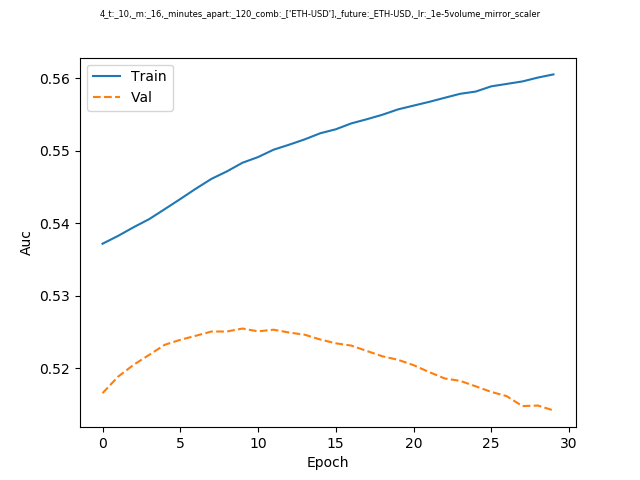 4_t:_10,_m:_16,_minutes_apart:_120_comb:_['ETH-USD'],_future:_ETH-USD,_lr:_1e-5volume_mirror_scaler
Train
Val
0.56
0.55
0.54
0.53
0.52
Auc
0 5 10 15 20 25 30
Epoch